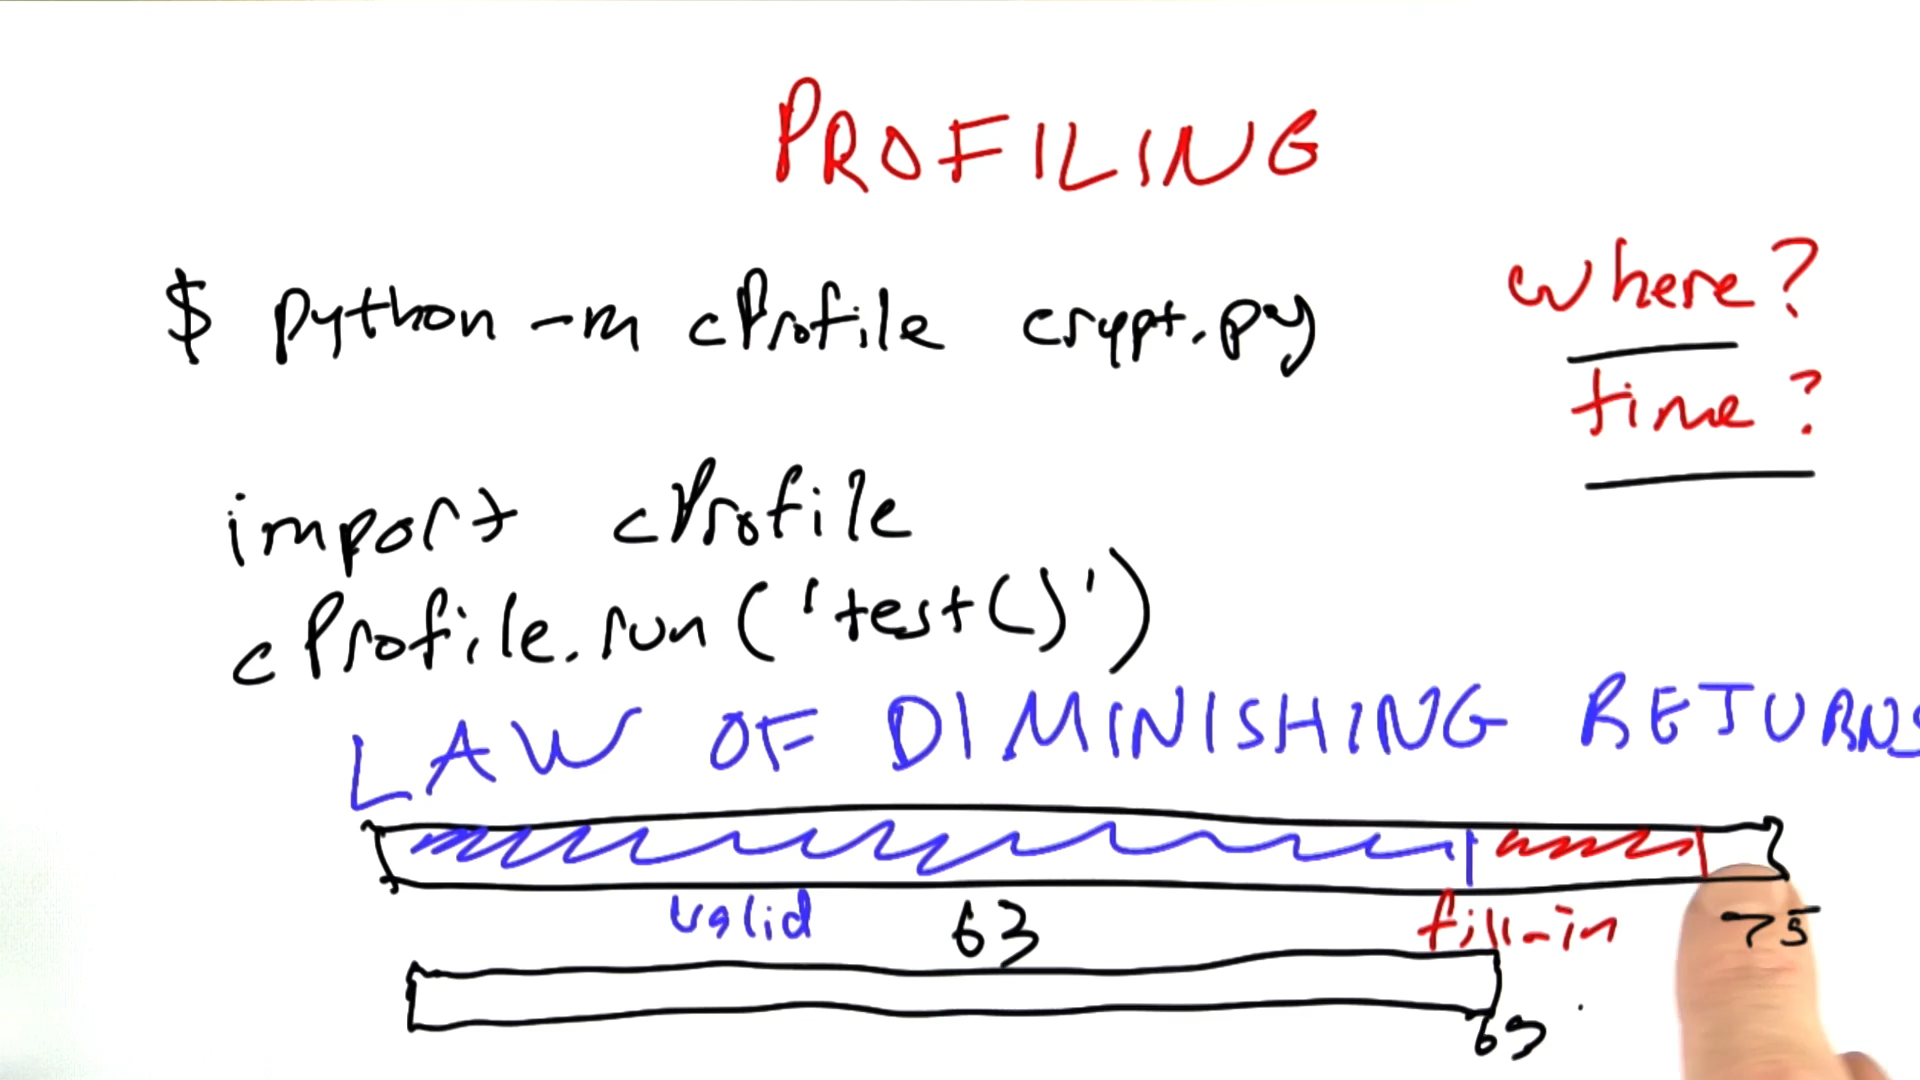 PROFILING
$ python -m cProfile crypt.py
where?
time?
import cProfile
cProfile.run('test()')
LAW OF DIMINISHING RETURNS
valid 63 fill-in 75